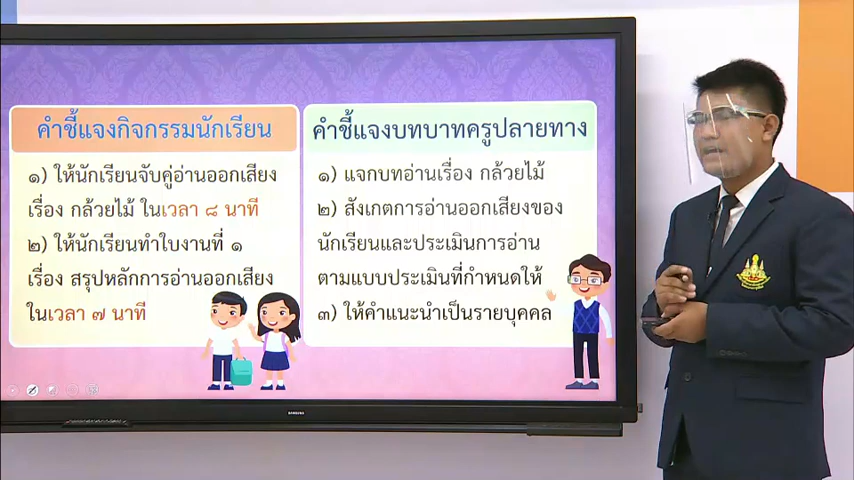 คำชี้แจงกิจกรรมนักเรียน
๑) ให้นักเรียนจับคู่อ่านออกเสียง
เรื่อง กล้วยไม้ ในเวลา ๘ นาที
๒) ให้นักเรียนทำใบงานที่ ๑
เรื่อง สรุปหลักการอ่านออกเสียง
ในเวลา ๗ นาที
คำชี้แจงบทบาทครูปลายทาง
๑) แจกบทอ่านเรื่อง กล้วยไม้
๒) สังเกตการอ่านออกเสียงของ
นักเรียนและประเมินการอ่าน
ตามแบบประเมินที่กำหนดให้
๓) ให้คำแนะนำเป็นรายบุคคล
SAMSUNG